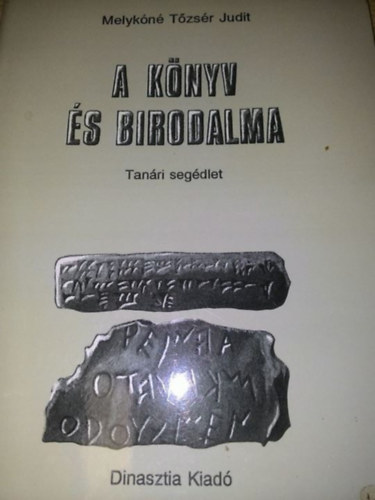 Melykóné Tőzsér Judit
A KÖNYV
ÉS BIRODALMA
Tanári segédlet
Dinasztia Kiadó